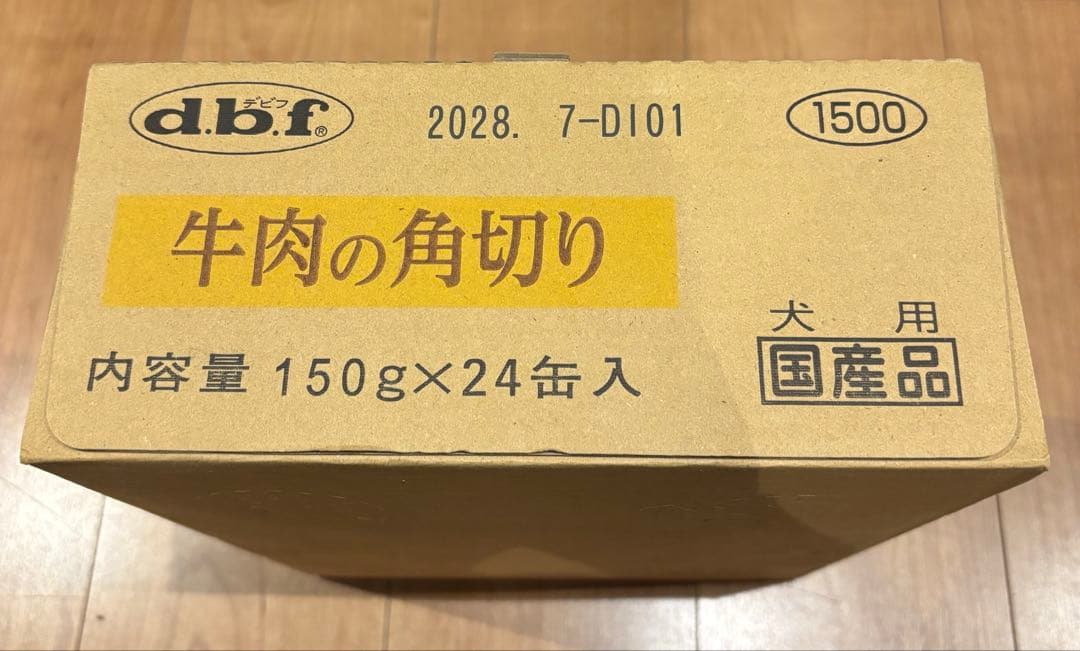 デビフ
d.b.f®
2028. 7-DI01
1500
牛肉の角切り
犬用
内容量 150g×24缶入
国産品